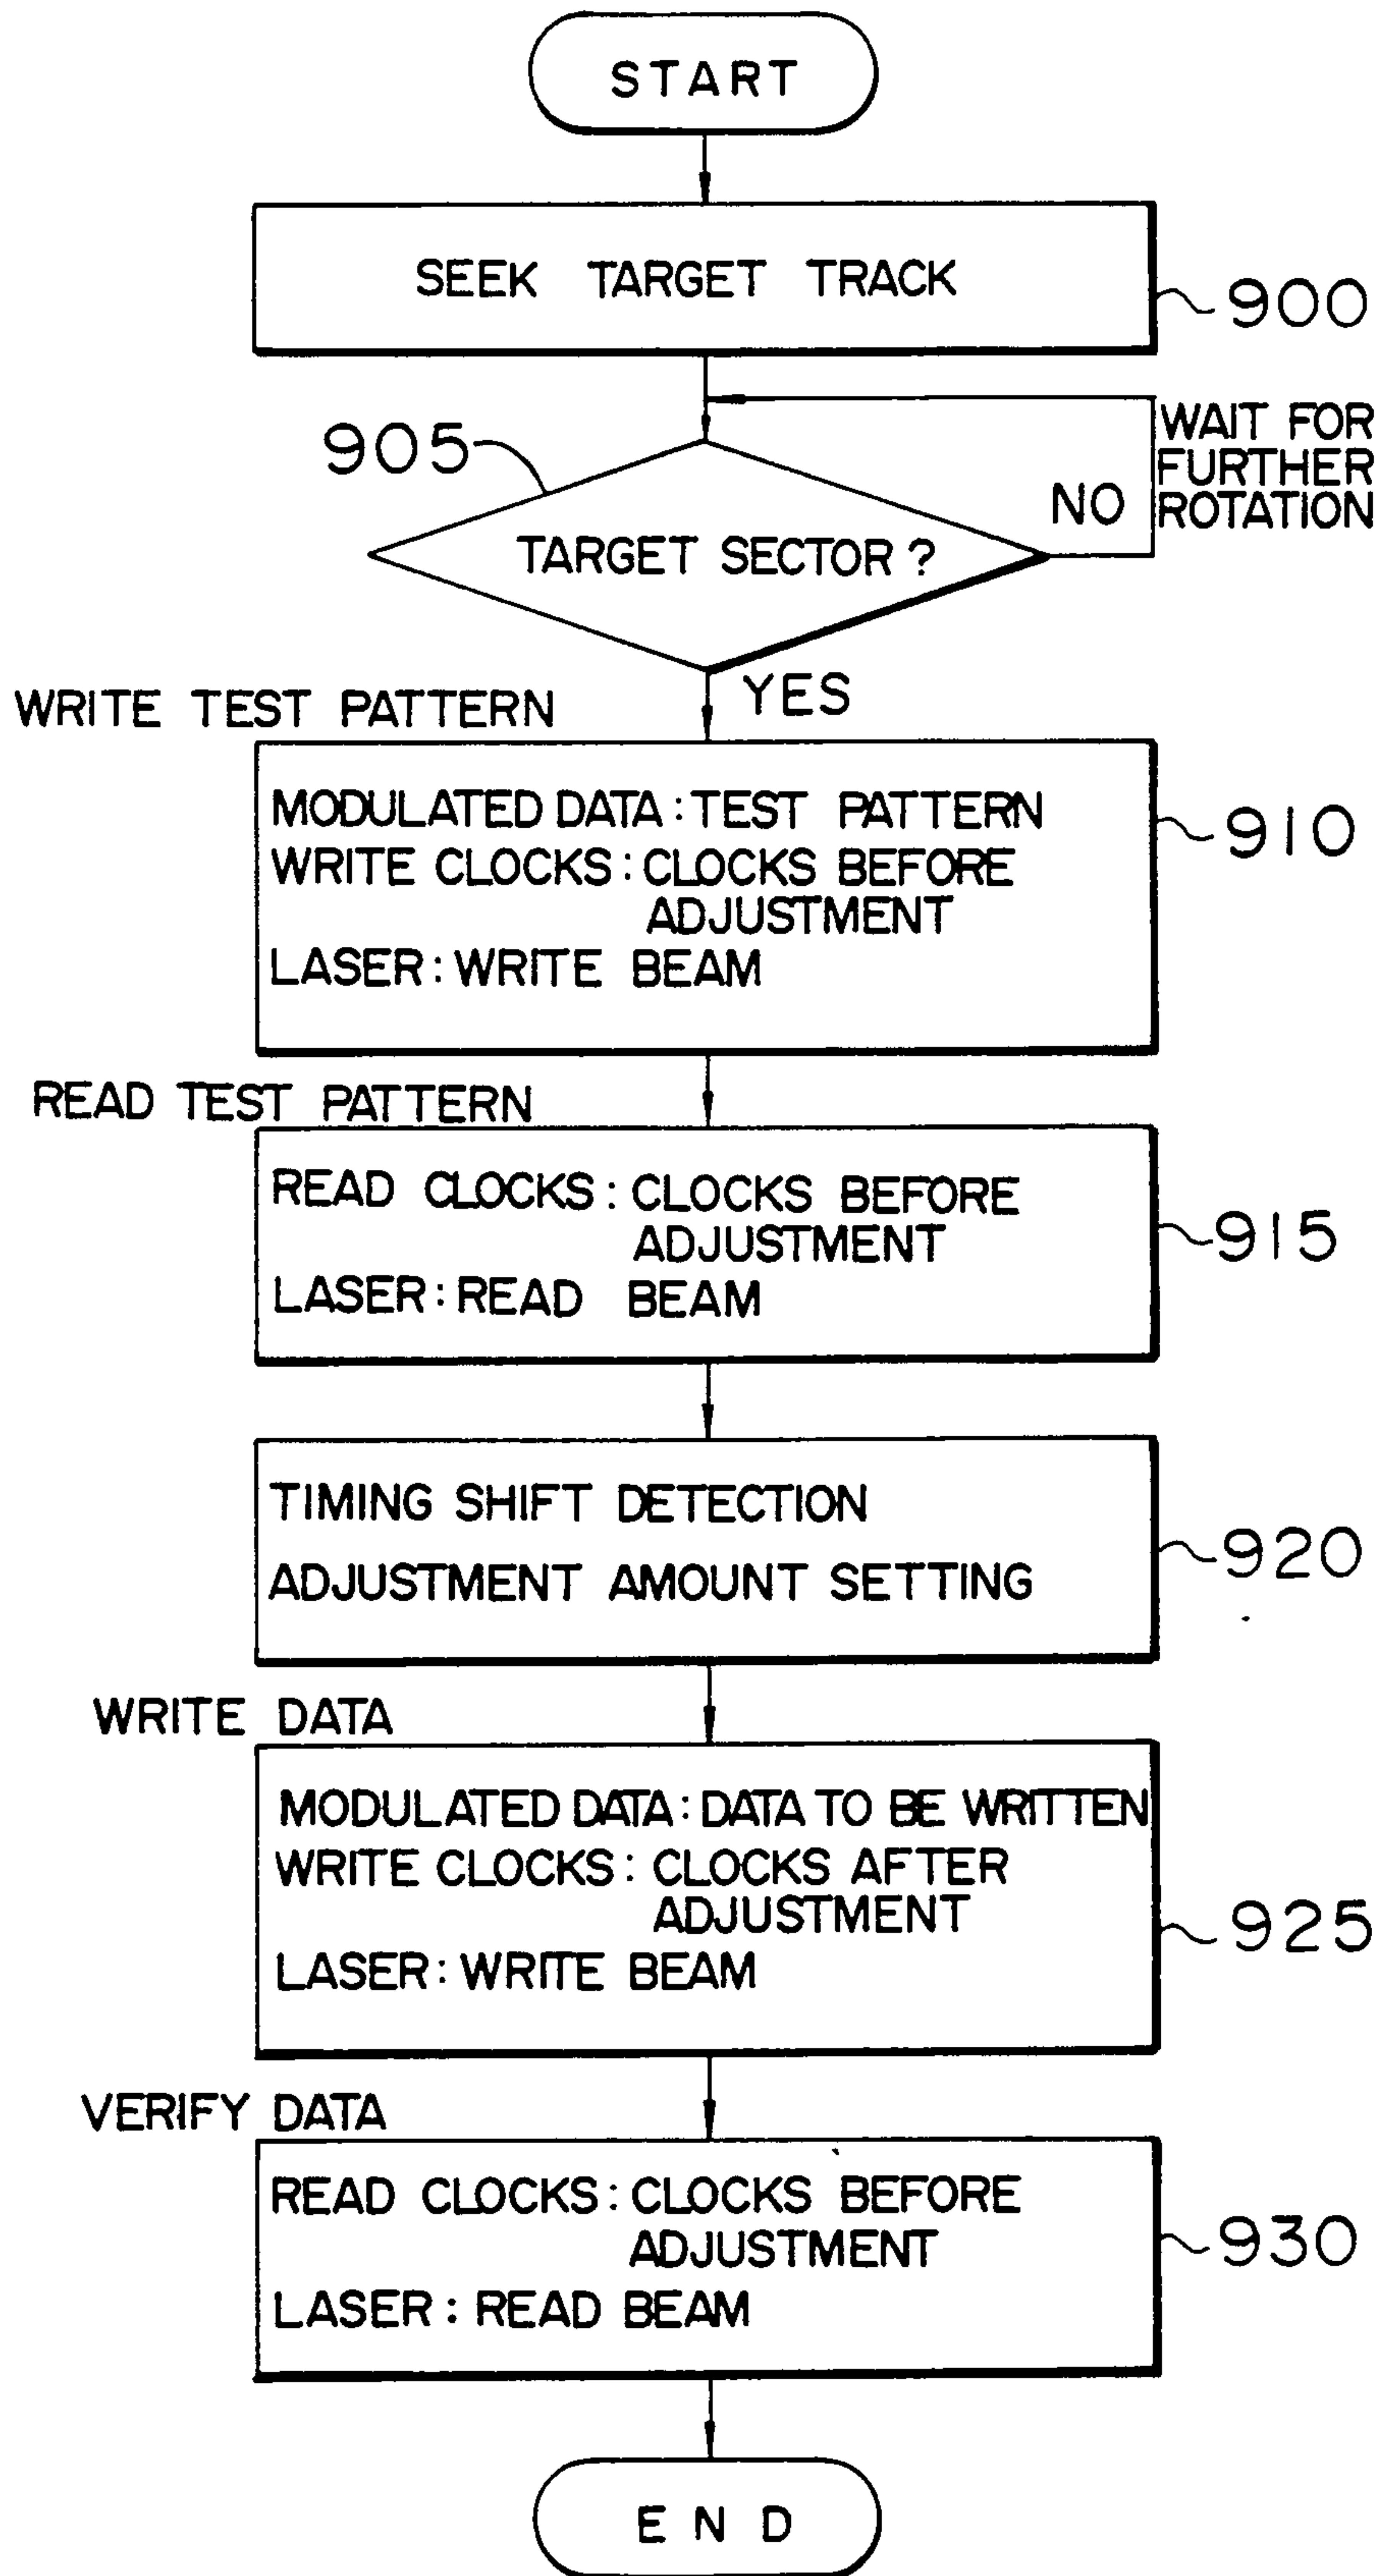 START
SEEK TARGET TRACK
900
WAIT FOR
FURTHER
ROTATION
905
NO
TARGET SECTOR ?
YES
WRITE TEST PATTERN
MODULATED DATA : TEST PATTERN
WRITE CLOCKS : CLOCKS BEFORE
ADJUSTMENT
LASER : WRITE BEAM
910
READ TEST PATTERN
READ CLOCKS : CLOCKS BEFORE
ADJUSTMENT
LASER : READ BEAM
915
TIMING SHIFT DETECTION
ADJUSTMENT AMOUNT SETTING
920
WRITE DATA
MODULATED DATA : DATA TO BE WRITTEN
WRITE CLOCKS : CLOCKS AFTER
ADJUSTMENT
LASER : WRITE BEAM
925
VERIFY DATA
READ CLOCKS : CLOCKS BEFORE
ADJUSTMENT
LASER : READ BEAM
930
END